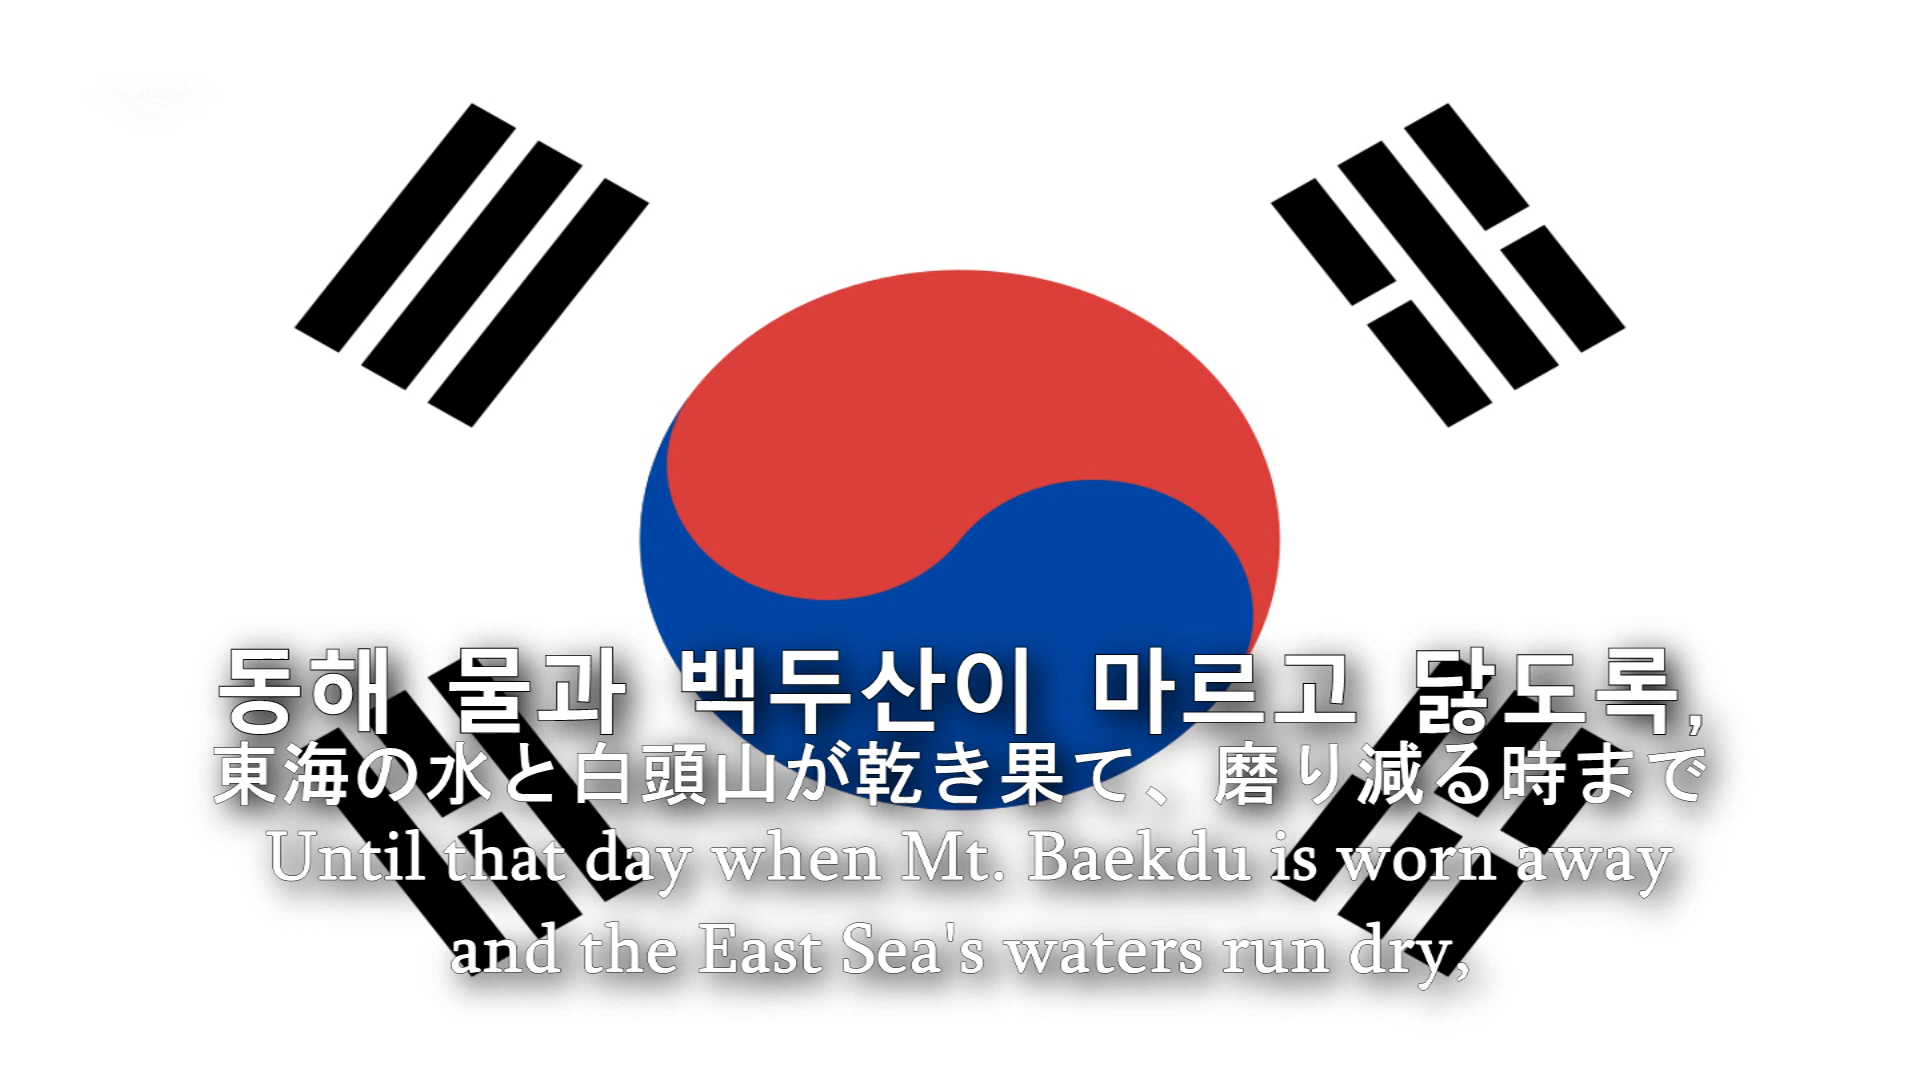 동해 물과 백두산이 마르고 닳도록,
東海の水と白頭山が乾き果て、磨り減る時まで
Until that day when Mt. Baekdu is worn away
and the East Sea's waters run dry,